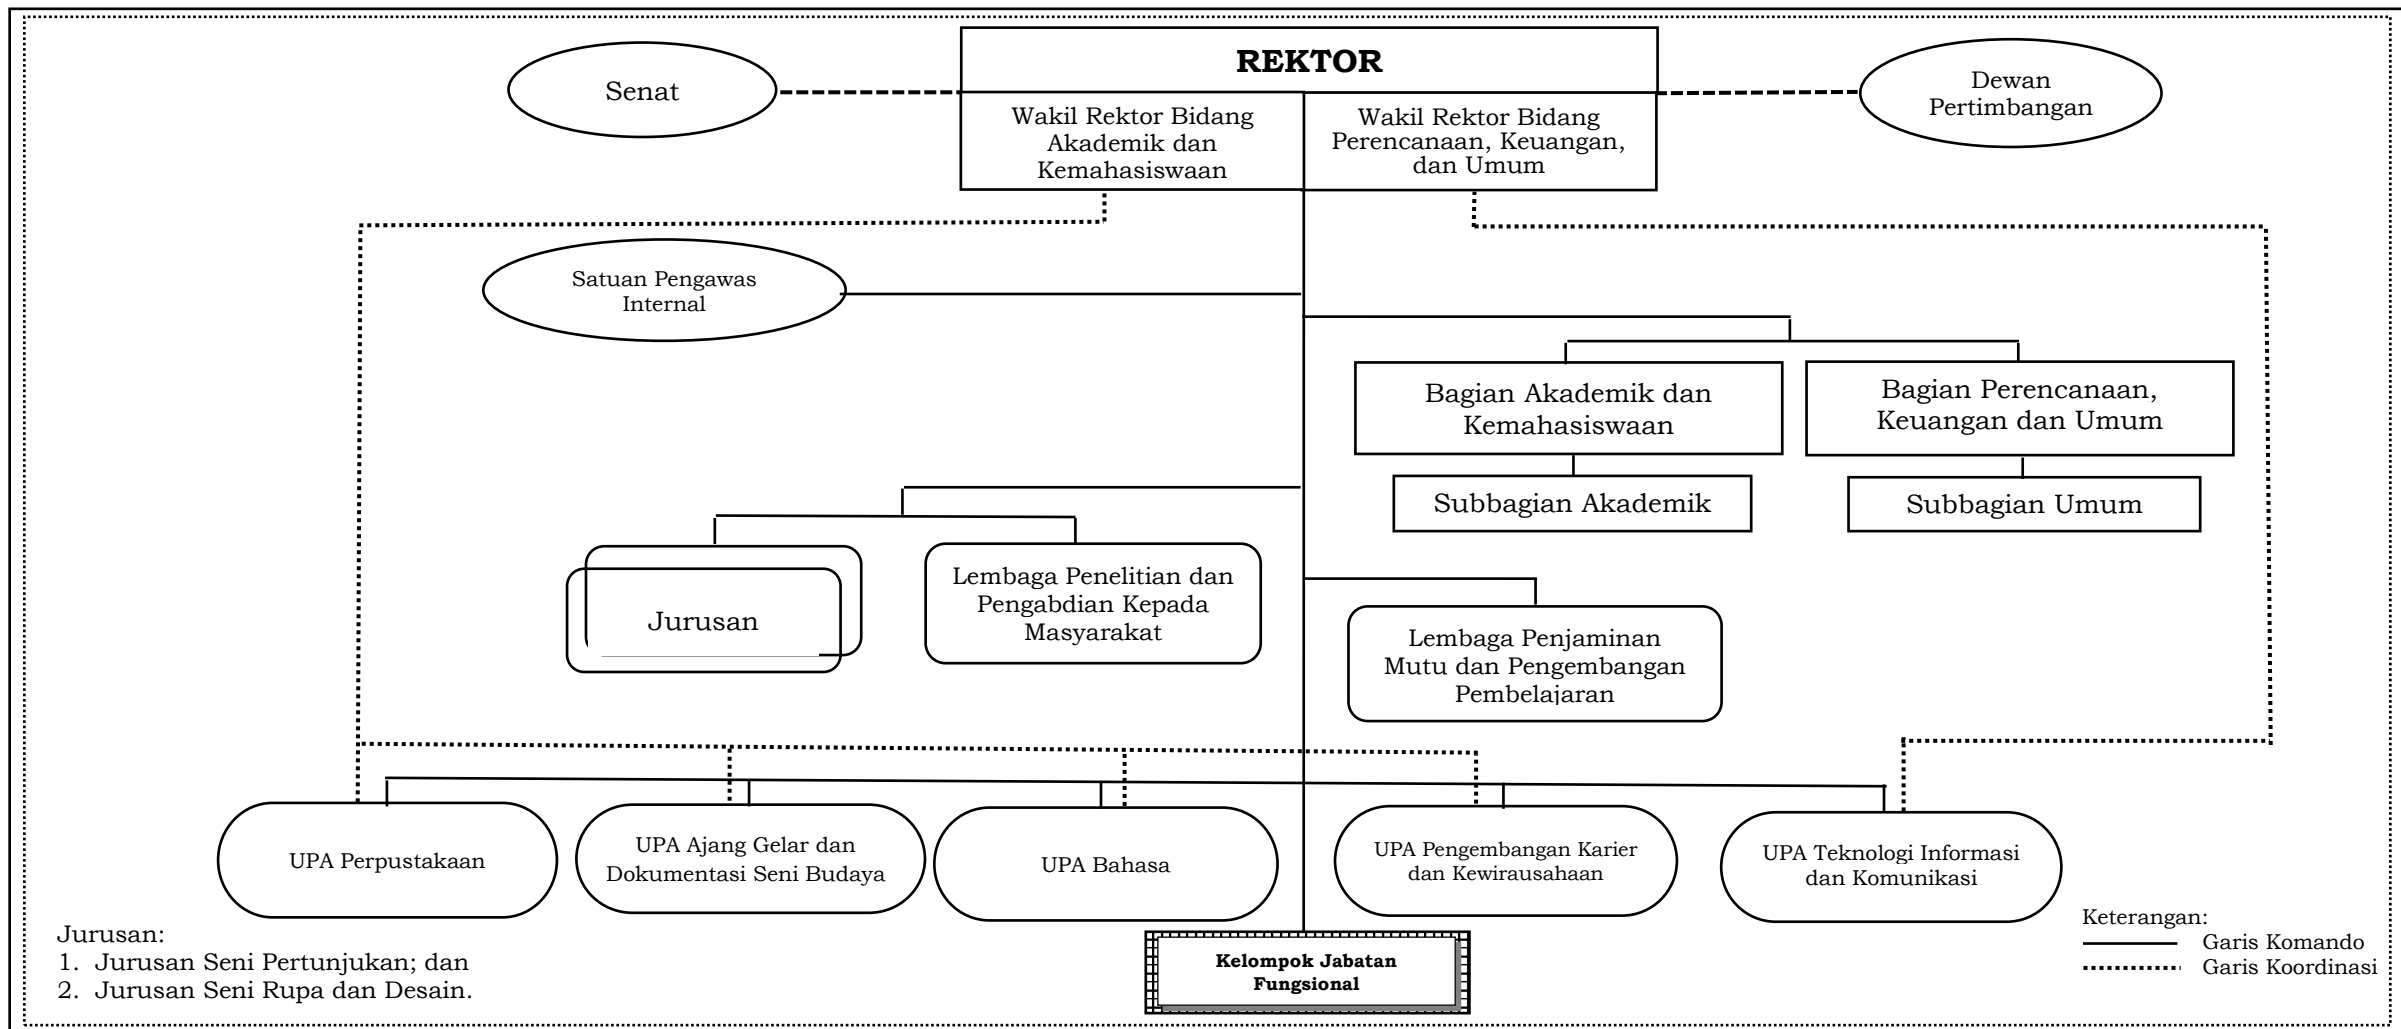 REKTOR
Senat
Dewan
Pertimbangan
Wakil Rektor Bidang
Akademik dan
Kemahasiswaan
Wakil Rektor Bidang
Perencanaan, Keuangan,
dan Umum
Satuan Pengawas
Internal
Bagian Akademik dan
Kemahasiswaan
Bagian Perencanaan,
Keuangan dan Umum
Subbagian Akademik
Subbagian Umum
Jurusan
Lembaga Penelitian dan
Pengabdian Kepada
Masyarakat
Lembaga Penjaminan
Mutu dan Pengembangan
Pembelajaran
UPA Perpustakaan
UPA Ajang Gelar dan
Dokumentasi Seni Budaya
UPA Bahasa
UPA Pengembangan Karier
dan Kewirausahaan
UPA Teknologi Informasi
dan Komunikasi
Kelompok Jabatan
Fungsional
Jurusan:
1. Jurusan Seni Pertunjukan; dan
2. Jurusan Seni Rupa dan Desain.
Keterangan:
Garis Komando
Garis Koordinasi